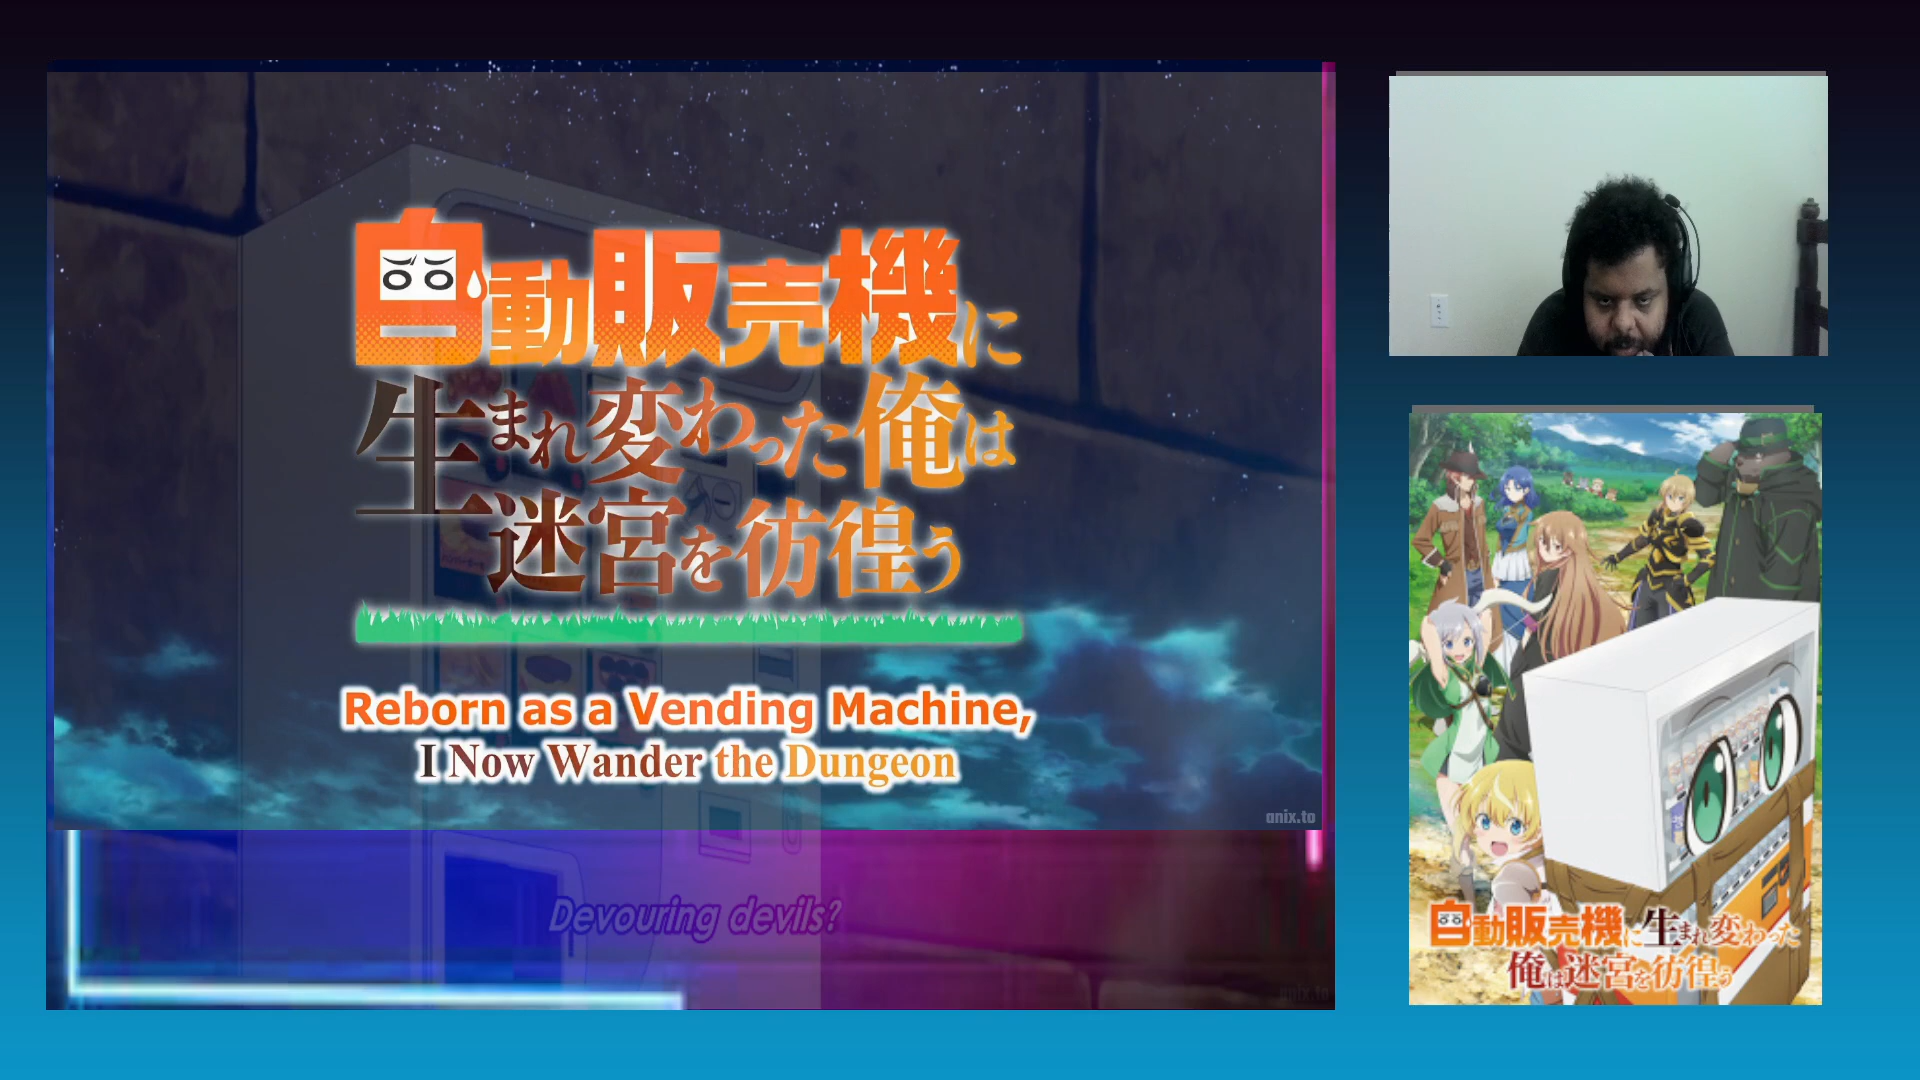 自動販売機に
生まれ変わった俺は
迷宮を彷徨う
Reborn as a Vending Machine,
I Now Wander the Dungeon
anix.to
Devouring devils?
anix.to
自動販売機に生まれ変わった
俺は迷宮を彷徨う